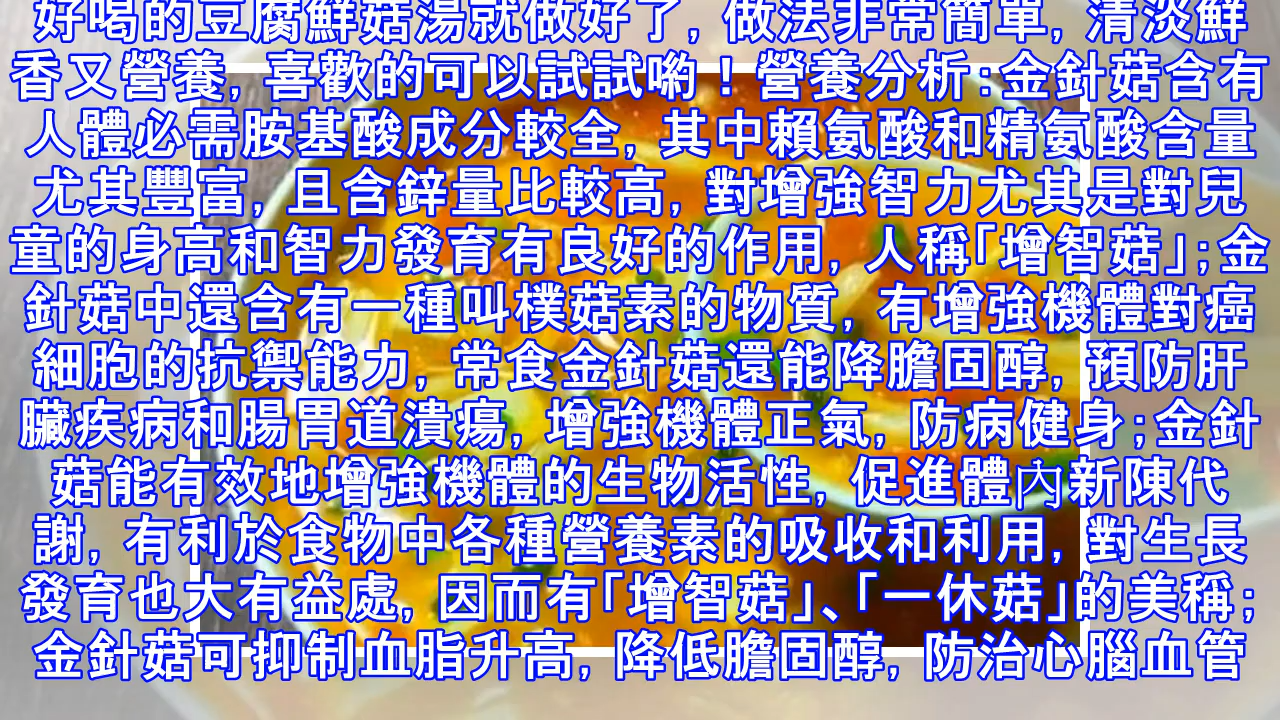 好喝的豆腐鮮菇湯就做好了, 做法非常簡單, 清淡鮮
香又營養, 喜歡的可以試試喲！營養分析:金針菇含有
人體必需胺基酸成分較全, 其中賴氨酸和精氨酸含量
尤其豐富, 且含鋅量比較高, 對增強智力尤其是對兒
童的身高和智力發育有良好的作用, 人稱「增智菇」;金
針菇中還含有一種叫樸菇素的物質, 有增強機體對癌
細胞的抗禦能力, 常食金針菇還能降膽固醇, 預防肝
臟疾病和腸胃道潰瘍, 增強機體正氣, 防病健身;金針
菇能有效地增強機體的生物活性, 促進體內新陳代
謝, 有利於食物中各種營養素的吸收和利用, 對生長
發育也大有益處, 因而有「增智菇」、「一休菇」的美稱;
金針菇可抑制血脂升高, 降低膽固醇, 防治心腦血管